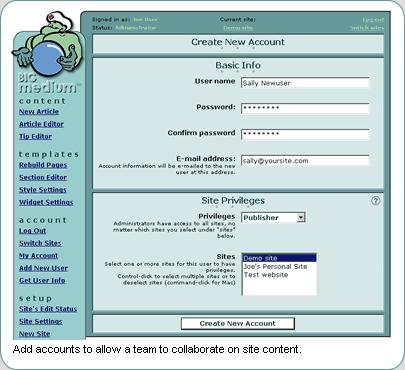 Signed in as: Jen User
Status: Administrator
Current site:
Demo site
Log out
Switch sites
BIG
medium™
content
New Article
Article Editor
Tip Editor
templates
Rebuild Pages
Section Editor
Style Settings
Widget Settings
account
Log Out
Switch Sites
My Account
Add New User
Get User Info
setup
Site's Edit Status
Site Settings
New Site
Create New Account
Basic Info
User name
Sally Newuser
Password:
********
Confirm password
********
E-mail address:
sally@yoursite.com
Account information will be e-mailed to the new
user at this address.
Site Privileges
?
Privileges
Publisher
Administrators have access to all sites, no
matter which sites you select under "sites"
below.
Sites
Select one or more sites for this user to have
privileges.
Control-click to select multiple sites or to
deselect sites (command-click for Mac)
Demo site
Joe's Personal Site
Test website
Create New Account
Add accounts to allow a team to collaborate on site content.